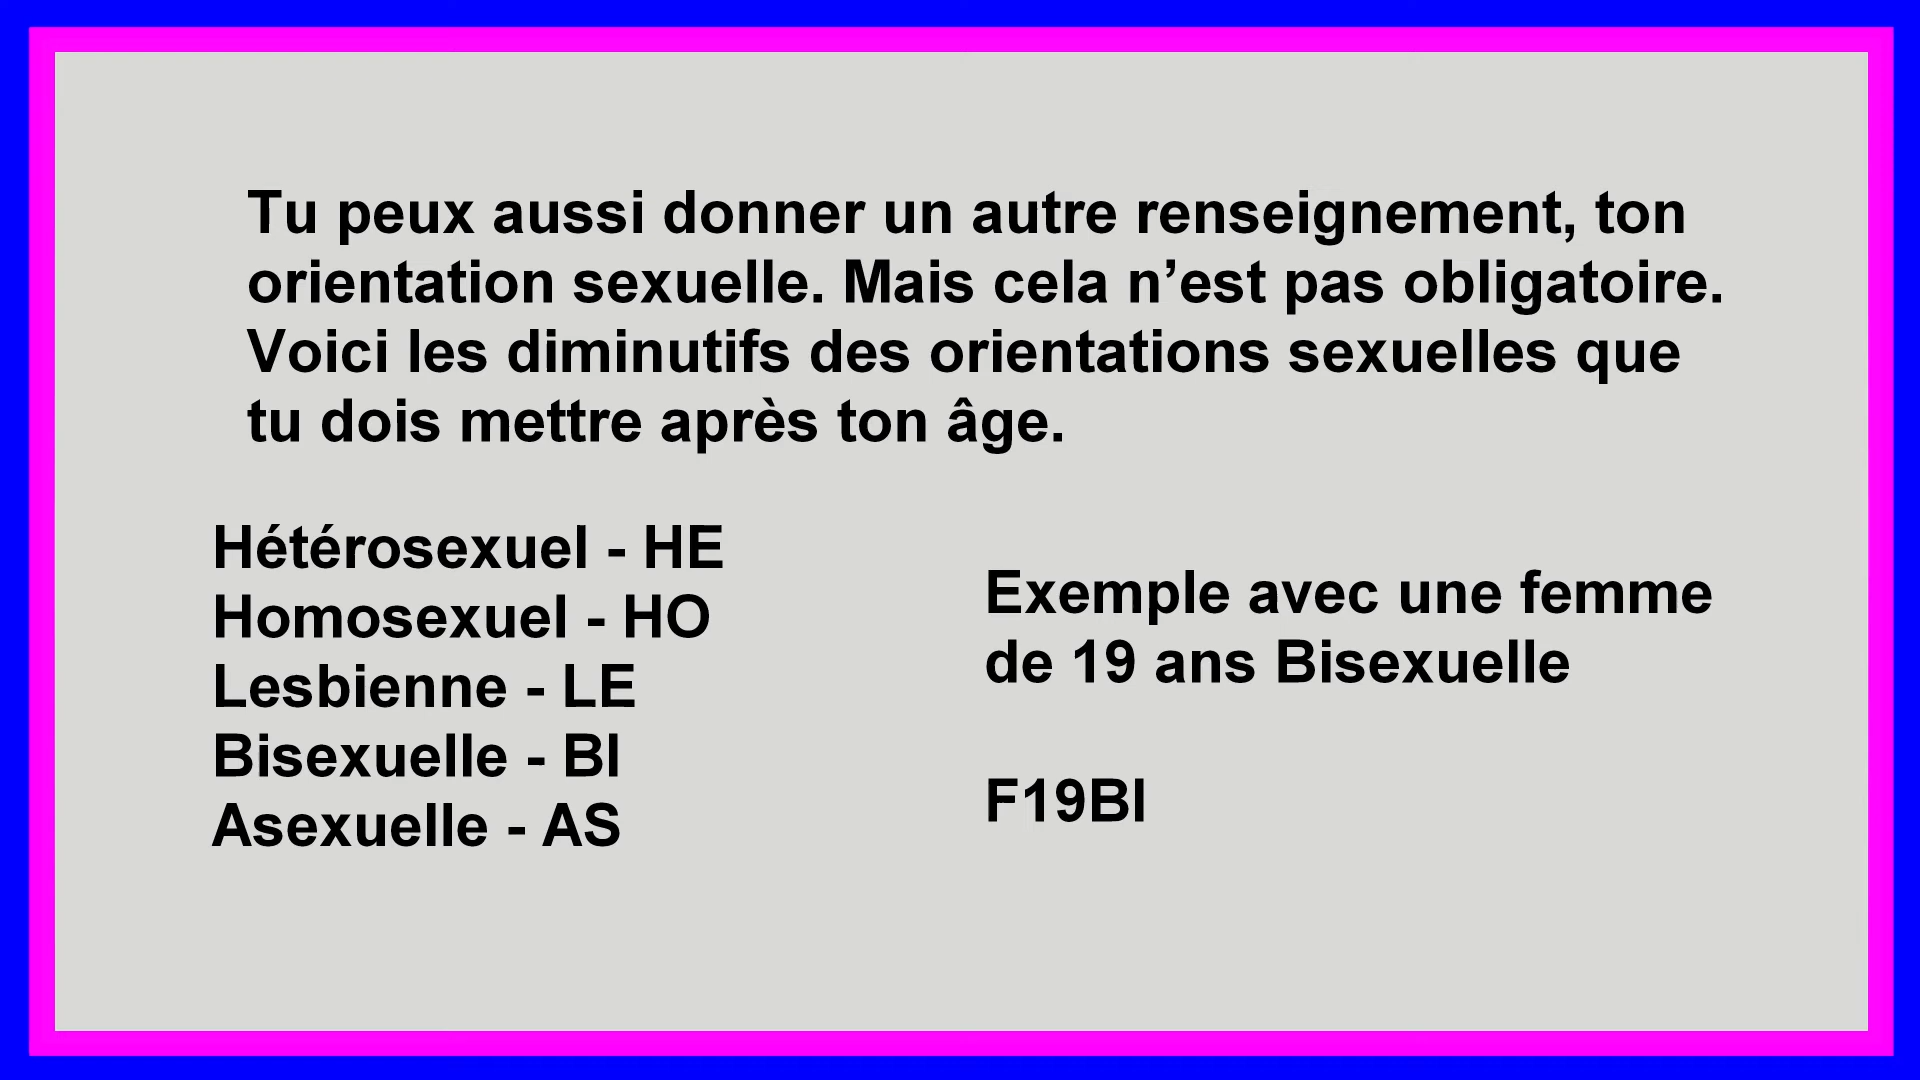 Tu peux aussi donner un autre renseignement, ton
orientation sexuelle. Mais cela n’est pas obligatoire.
Voici les diminutifs des orientations sexuelles que
tu dois mettre après ton âge.
Hétérosexuel - HE
Homosexuel - HO
Lesbienne - LE
Bisexuelle - BI
Asexuelle - AS
Exemple avec une femme
de 19 ans Bisexuelle
F19BI